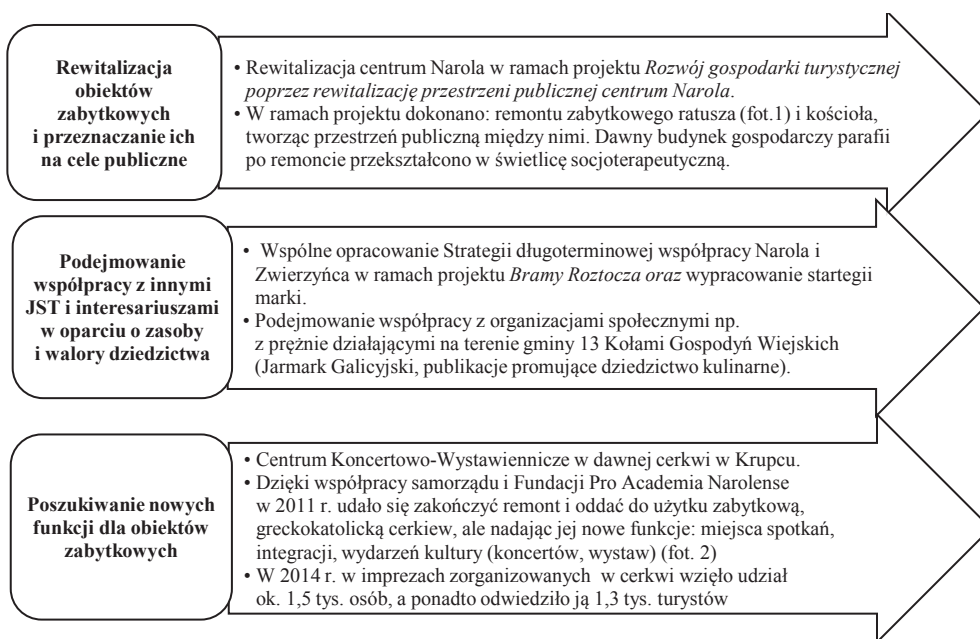 Rewitalizacja
obiektów
zabytkowych
i przeznaczanie ich
na cele publiczne
• Rewitalizacja centrum Narola w ramach projektu Rozwój gospodarki turystycznej
poprzez rewitalizację przestrzeni publicznej centrum Narola.
• W ramach projektu dokonano: remontu zabytkowego ratusza (fot.1) i kościoła,
tworząc przestrzeń publiczną między nimi. Dawny budynek gospodarczy parafii
po remoncie przekształcono w świetlicę socjoterapeutyczną.
Podejmowanie
współpracy z innymi
JST i interesariuszami
w oparciu o zasoby
i walory dziedzictwa
• Wspólne opracowanie Strategii długoterminowej współpracy Narola i
Zwierzyńca w ramach projektu Bramy Roztocza oraz wypracowanie startegii
marki.
• Podejmowanie współpracy z organizacjami społecznymi np.
z prężnie działającymi na terenie gminy 13 Kołami Gospodyń Wiejskich
(Jarmark Galicyjski, publikacje promujące dziedzictwo kulinarne).
Poszukiwanie nowych
funkcji dla obiektów
zabytkowych
• Centrum Koncertowo-Wystawiennicze w dawnej cerkwi w Krupcu.
• Dzięki współpracy samorządu i Fundacji Pro Academia Narolense
w 2011 r. udało się zakończyć remont i oddać do użytku zabytkową,
greckokatolicką cerkiew, ale nadając jej nowe funkcje: miejsca spotkań,
integracji, wydarzeń kultury (koncertów, wystaw) (fot. 2)
• W 2014 r. w imprezach zorganizowanych w cerkwi wzięło udział
ok. 1,5 tys. osób, a ponadto odwiedziło ją 1,3 tys. turystów